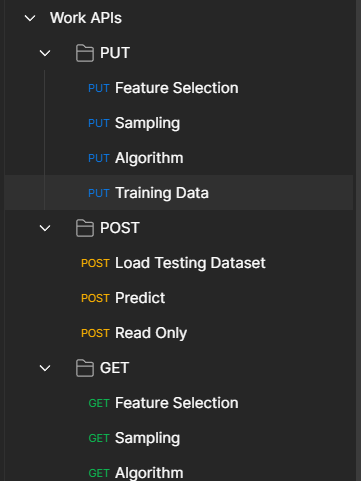 Work APIs
PUT
PUT Feature Selection
PUT Sampling
PUT Algorithm
PUT Training Data
POST
POST Load Testing Dataset
POST Predict
POST Read Only
GET
GET Feature Selection
GET Sampling
GET Algorithm